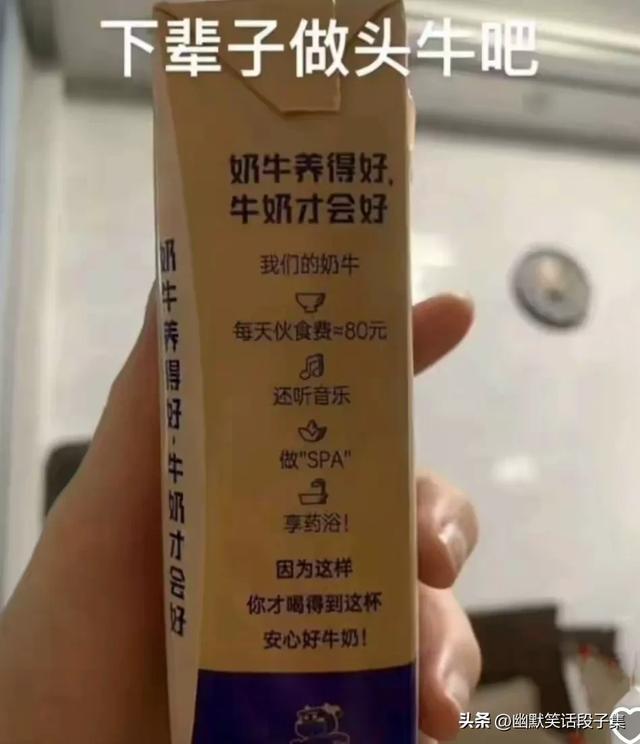 下辈子做头牛吧
奶牛养得好,
牛奶才会好
我们的奶牛
每天伙食费≈80元
还听音乐
做"SPA"
享药浴!
因为这样
你才喝得到这杯
安心好牛奶!
奶牛养得好·牛奶才会好
头条 @幽默笑话段子集